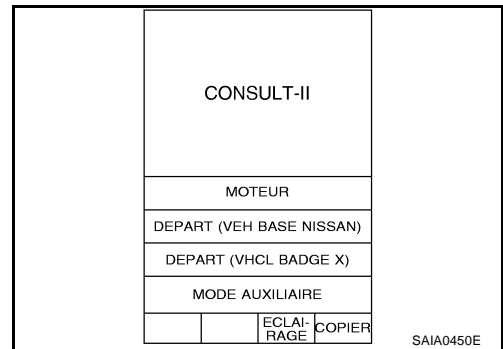 CONSULT-II
MOTEUR
DEPART (VEH BASE NISSAN)
DEPART (VHCL BADGE X)
MODE AUXILIAIRE
ECLAI-
RAGE
COPIER
SAIA0450E